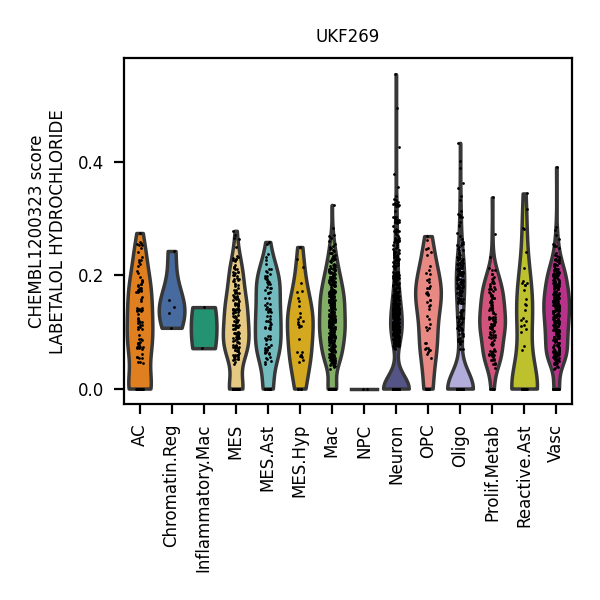 UKF269
CHEMBL1200323 score
LABETALOL HYDROCHLORIDE
0.4
0.2
0.0
AC
Chromatin.Reg
Inflammatory.Mac
MES
MES.Ast
MES.Hyp
Mac
NPC
Neuron
OPC
Oligo
Prolif.Metab
Reactive.Ast
Vasc